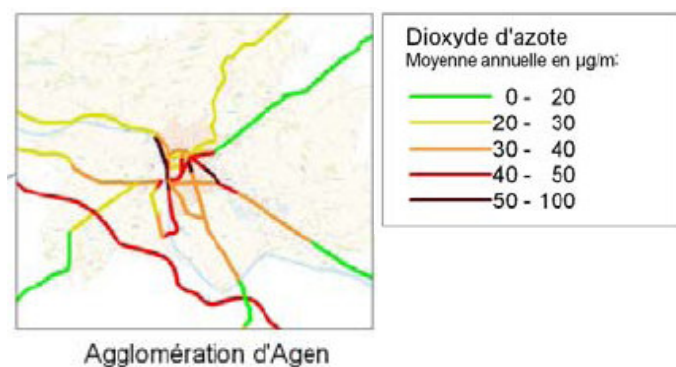 Dioxyde d'azote
Moyenne annuelle en µg/m³
0 - 20
20 - 30
30 - 40
40 - 50
50 - 100
Agglomération d'Agen